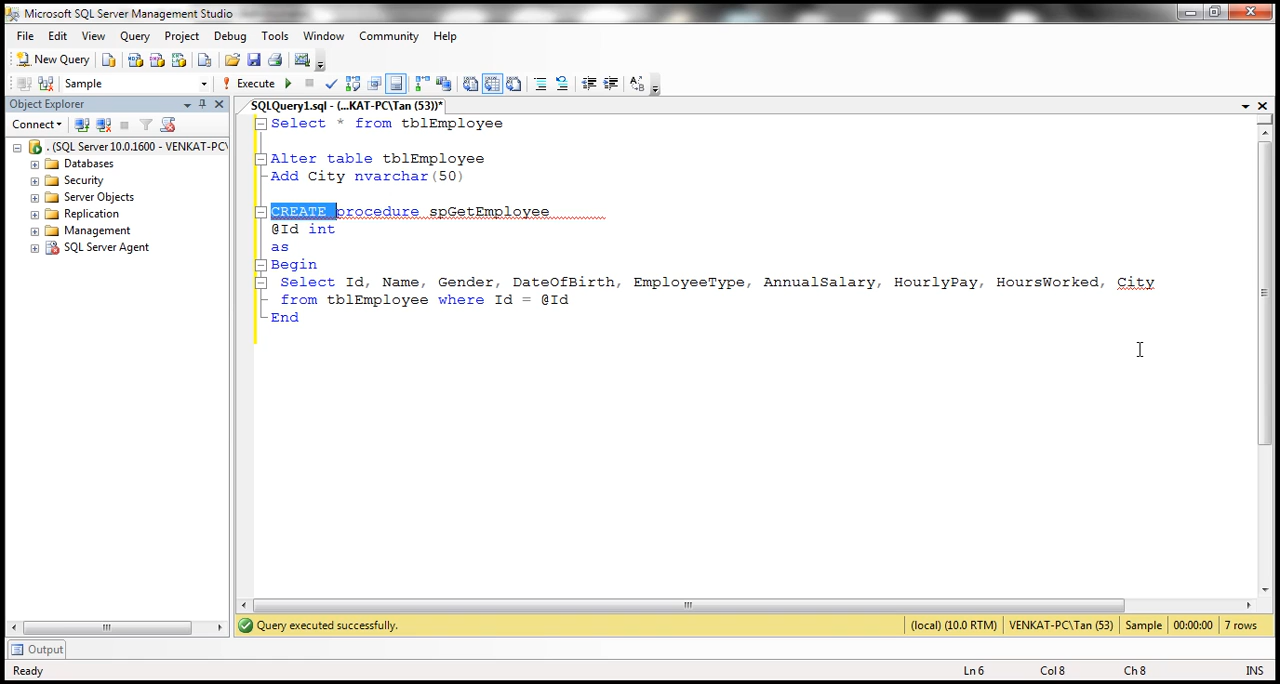 Microsoft SQL Server Management Studio
File Edit View Query Project Debug Tools Window Community Help
New Query
Sample Execute
Object Explorer
SQLQuery1.sql - (...KAT-PC\Tan (53))*
Connect
. (SQL Server 10.0.1600 - VENKAT-PC\
Databases
Security
Server Objects
Replication
Management
SQL Server Agent
Select * from tblEmployee
Alter table tblEmployee
Add City nvarchar(50)
CREATE procedure spGetEmployee
@Id int
as
Begin
Select Id, Name, Gender, DateOfBirth, EmployeeType, AnnualSalary, HourlyPay, HoursWorked, City
from tblEmployee where Id = @Id
End
Query executed successfully. (local) (10.0 RTM) VENKAT-PC\Tan (53) Sample 00:00:00 7 rows
Output
Ready Ln 6 Col 8 Ch 8 INS